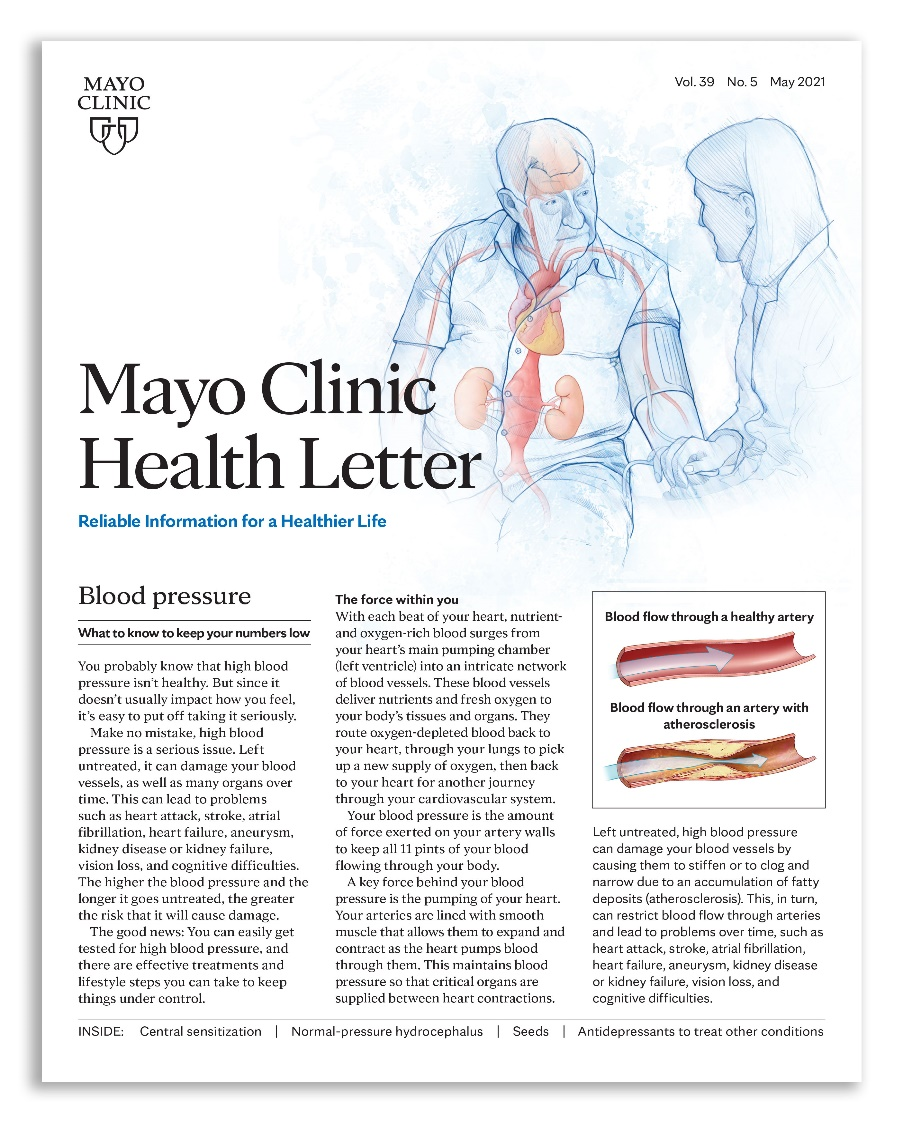 MAYO
CLINIC
Vol. 39 No. 5 May 2021
Mayo Clinic
Health Letter
Reliable Information for a Healthier Life
Blood pressure
What to know to keep your numbers low
You probably know that high blood
pressure isn't healthy. But since it
doesn't usually impact how you feel,
it's easy to put off taking it seriously.
Make no mistake, high blood
pressure is a serious issue. Left
untreated, it can damage your blood
vessels, as well as many organs over
time. This can lead to problems
such as heart attack, stroke, atrial
fibrillation, heart failure, aneurysm,
kidney disease or kidney failure,
vision loss, and cognitive difficulties.
The higher the blood pressure and the
longer it goes untreated, the greater
the risk that it will cause damage.
The good news: You can easily get
tested for high blood pressure, and
there are effective treatments and
lifestyle steps you can take to keep
things under control.
The force within you
With each beat of your heart, nutrient-
and oxygen-rich blood surges from
your heart's main pumping chamber
(left ventricle) into an intricate network
of blood vessels. These blood vessels
deliver nutrients and fresh oxygen to
your body's tissues and organs. They
route oxygen-depleted blood back to
your heart, through your lungs to pick
up a new supply of oxygen, then back
to your heart for another journey
through your cardiovascular system.
Your blood pressure is the amount
of force exerted on your artery walls
to keep all 11 pints of your blood
flowing through your body.
A key force behind your blood
pressure is the pumping of your heart.
Your arteries are lined with smooth
muscle that allows them to expand and
contract as the heart pumps blood
through them. This maintains blood
pressure so that critical organs are
supplied between heart contractions.
Blood flow through a healthy artery
Blood flow through an artery with
atherosclerosis
Left untreated, high blood pressure
can damage your blood vessels by
causing them to stiffen or to clog and
narrow due to an accumulation of fatty
deposits (atherosclerosis). This, in turn,
can restrict blood flow through arteries
and lead to problems over time, such as
heart attack, stroke, atrial fibrillation,
heart failure, aneurysm, kidney disease
or kidney failure, vision loss, and
cognitive difficulties.
INSIDE: Central sensitization | Normal-pressure hydrocephalus | Seeds | Antidepressants to treat other conditions